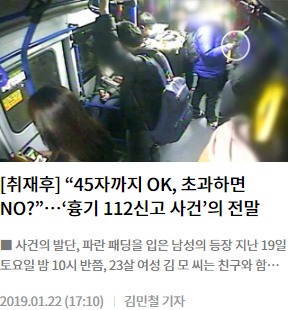 [취재후] “45자까지 OK, 초과하면
NO?”…‘흉기 112신고 사건’의 전말
■ 사건의 발단, 파란 패딩을 입은 남성의 등장 지난 19일
토요일 밤 10시 반쯤, 23살 여성 김 모 씨는 친구와 함…
2019.01.22 (17:10) | 김민철 기자